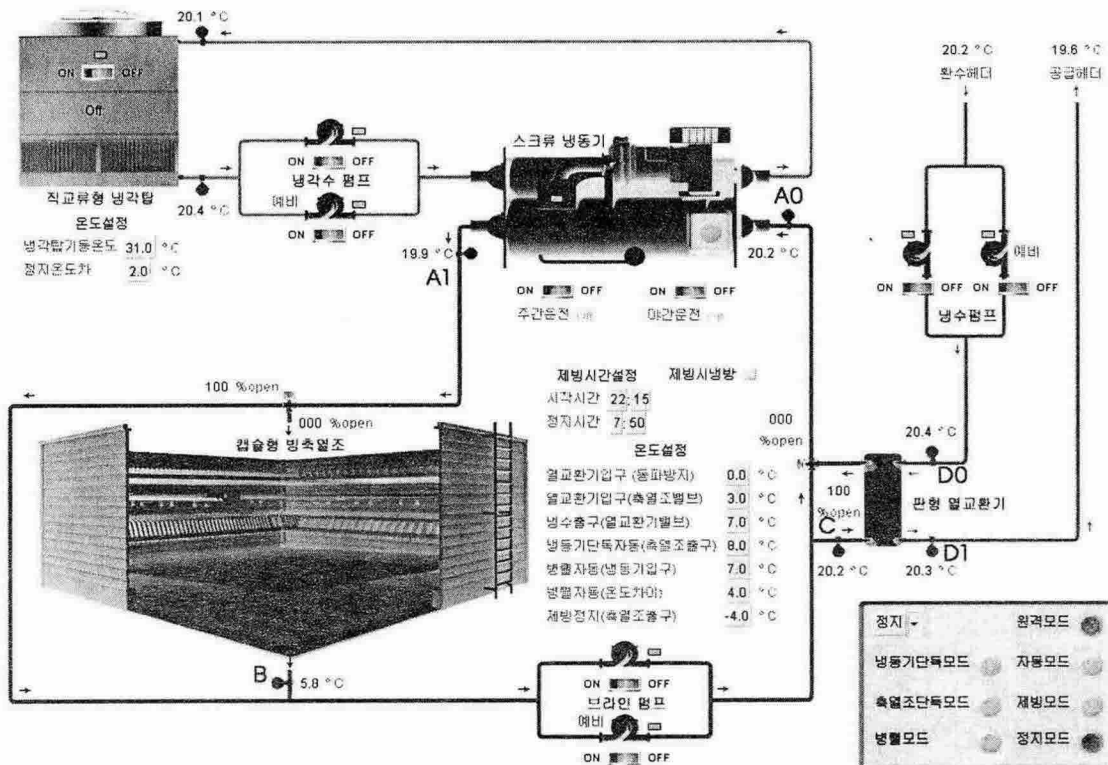 20.1 °C
ON OFF
Off
직교류형 냉각탑
20.4 °C
온도설정
냉각탑기동온도 31.0 °C
정지온도차 2.0 °C
ON OFF
냉각수 펌프
예비
ON OFF
스크류 냉동기
A0
19.9 °C
A1
20.2 °C
ON OFF
주간운전
ON OFF
야간운전
20.2 °C
환수헤더
19.6 °C
공급헤더
예비
ON OFF
ON OFF
냉수펌프
100 %open
000 %open
캡슐형 빙축열조
제빙시간설정
제빙시냉방
시작시간 22:15
정지시간 7:50
온도설정
열교환기입구 (동파방지) 0.0 °C
열교환기입구(축열조밸브) 3.0 °C
냉수출구(열교환기밸브) 7.0 °C
냉동기단독자동(축열조출구) 8.0 °C
병렬자동(냉동기입구) 7.0 °C
병렬자동(온도차이) 4.0 °C
제빙정지(축열조출구) -4.0 °C
000
%open
100
%open
C
20.2 °C
20.4 °C
D0
판형 열교환기
D1
20.3 °C
B
5.8 °C
ON OFF
브라인 펌프
예비
ON OFF
정지
원격모드
냉동기단독모드
자동모드
축열조단독모드
제빙모드
병렬모드
정지모드